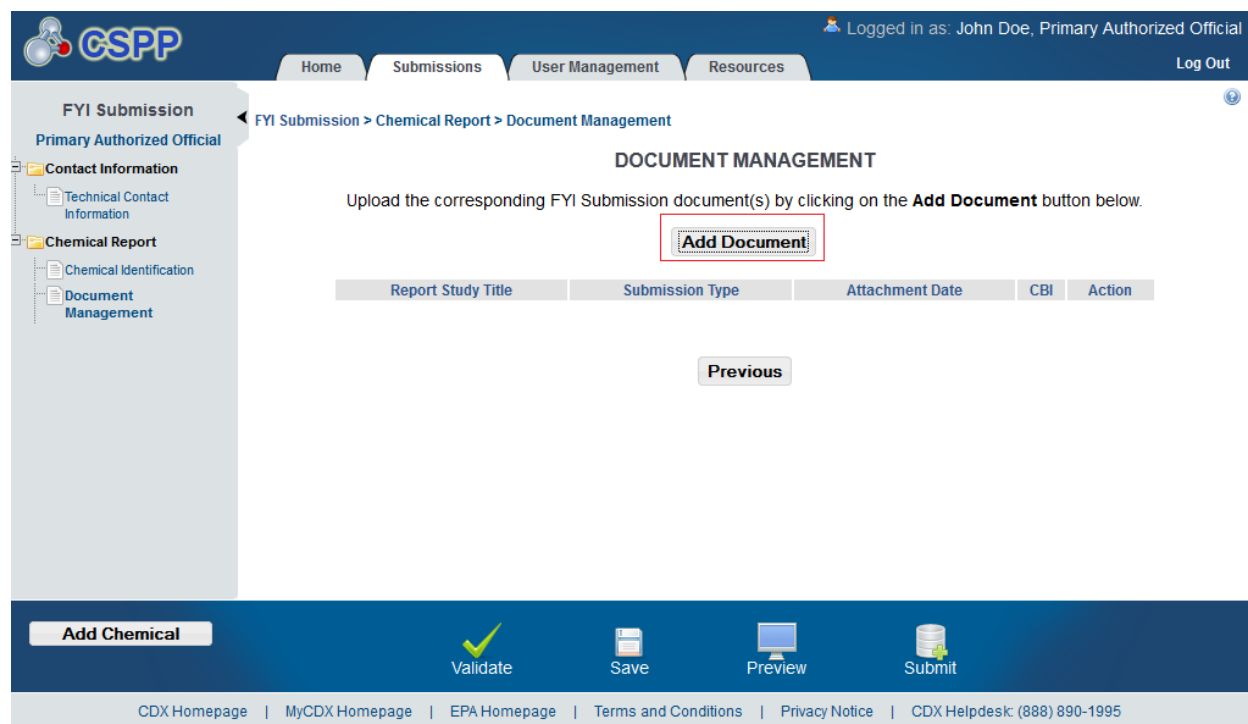 CSPP
Logged in as: John Doe, Primary Authorized Official
Home
Submissions
User Management
Resources
Log Out
FYI Submission
Primary Authorized Official
Contact Information
Technical Contact
Information
Chemical Report
Chemical Identification
Document
Management
FYI Submission > Chemical Report > Document Management
DOCUMENT MANAGEMENT
Upload the corresponding FYI Submission document(s) by clicking on the Add Document button below.
Add Document
Report Study Title Submission Type Attachment Date CBI Action
Previous
Add Chemical
Validate
Save
Preview
Submit
CDX Homepage | MyCDX Homepage | EPA Homepage | Terms and Conditions | Privacy Notice | CDX Helpdesk: (888) 890-1995